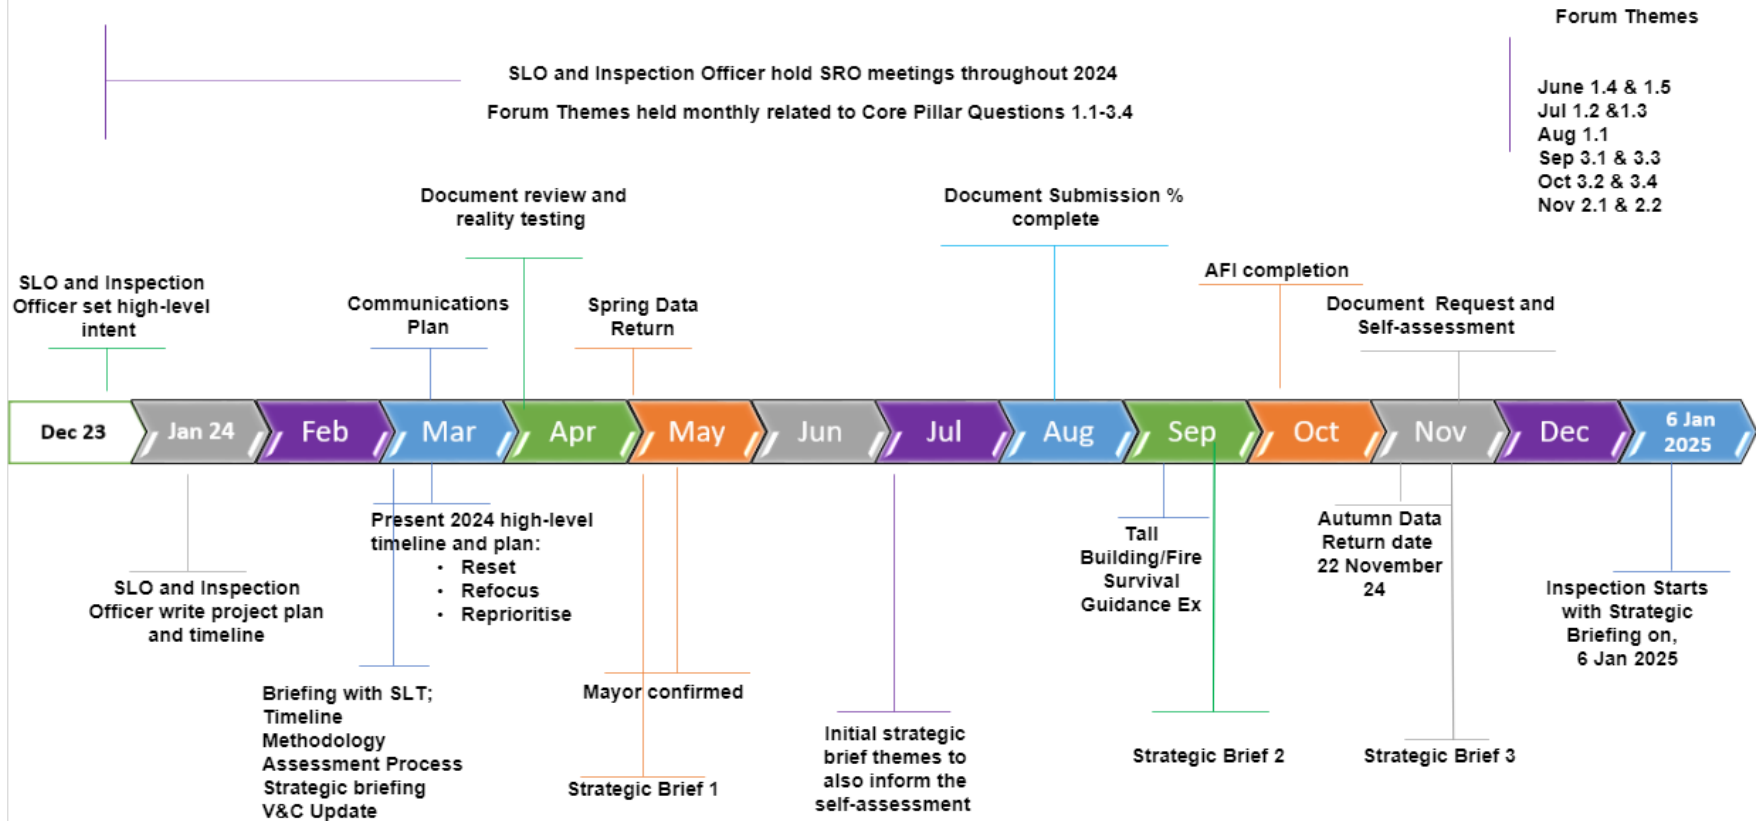 Forum Themes
SLO and Inspection Officer hold SRO meetings throughout 2024
Forum Themes held monthly related to Core Pillar Questions 1.1-3.4
June 1.4 & 1.5
Jul 1.2 &1.3
Aug 1.1
Sep 3.1 & 3.3
Oct 3.2 & 3.4
Nov 2.1 & 2.2
SLO and Inspection
Officer set high-level
intent
Communications
Plan
Document review and
reality testing
Spring Data
Return
Document Submission %
complete
AFI completion
Document Request and
Self-assessment
Dec 23
Jan 24
Feb
Mar
Apr
May
Jun
Jul
Aug
Sep
Oct
Nov
Dec
6 Jan
2025
SLO and Inspection
Officer write project plan
and timeline
Briefing with SLT;
Timeline
Methodology
Assessment Process
Strategic briefing
V&C Update
Present 2024 high-level
timeline and plan:
• Reset
• Refocus
• Reprioritise
Mayor confirmed
Strategic Brief 1
Initial strategic
brief themes to
also inform the
self-assessment
Tall
Building/Fire
Survival
Guidance Ex
Strategic Brief 2
Autumn Data
Return date
22 November
24
Strategic Brief 3
Inspection Starts
with Strategic
Briefing on,
6 Jan 2025